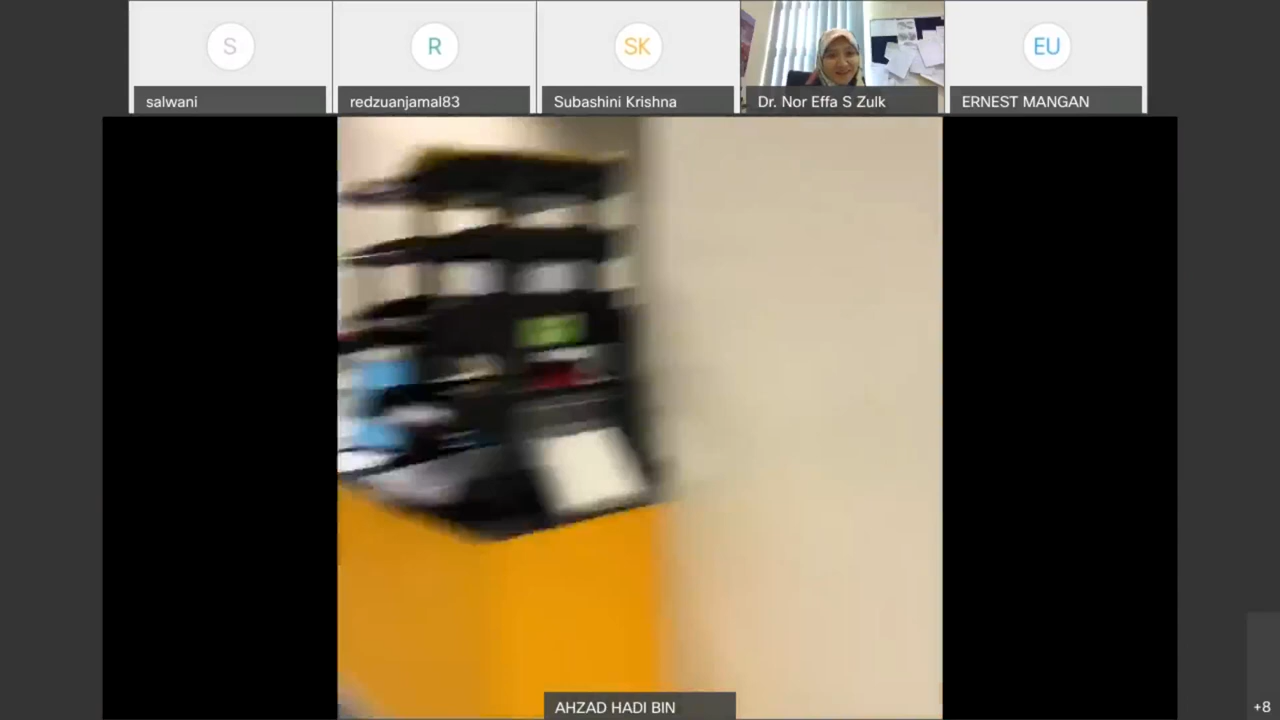 S
R
SK
EU
salwani
redzuanjamal83
Subashini Krishna
Dr. Nor Effa S Zulk
ERNEST MANGAN
AHZAD HADI BIN
+8